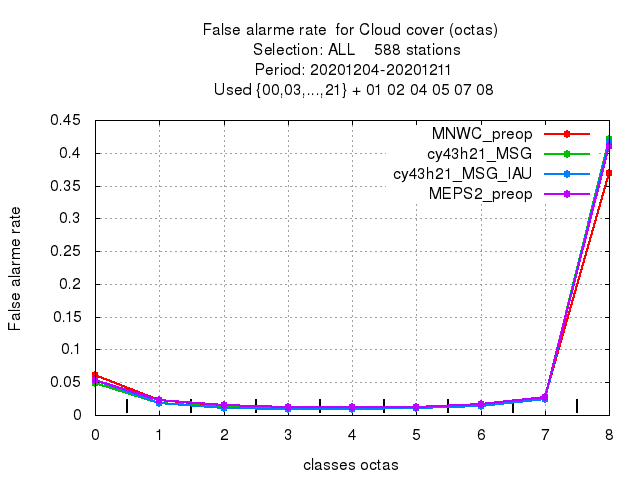 False alarme rate  for Cloud cover (octas)
Selection: ALL    588 stations
Period: 20201204-20201211
Used {00,03,...,21} + 01 02 04 05 07 08
MNWC_preop
cy43h21_MSG
cy43h21_MSG_IAU
MEPS2_preop
False alarme rate
0.45
0.4
0.35
0.3
0.25
0.2
0.15
0.1
0.05
0
0 1 2 3 4 5 6 7 8
classes octas